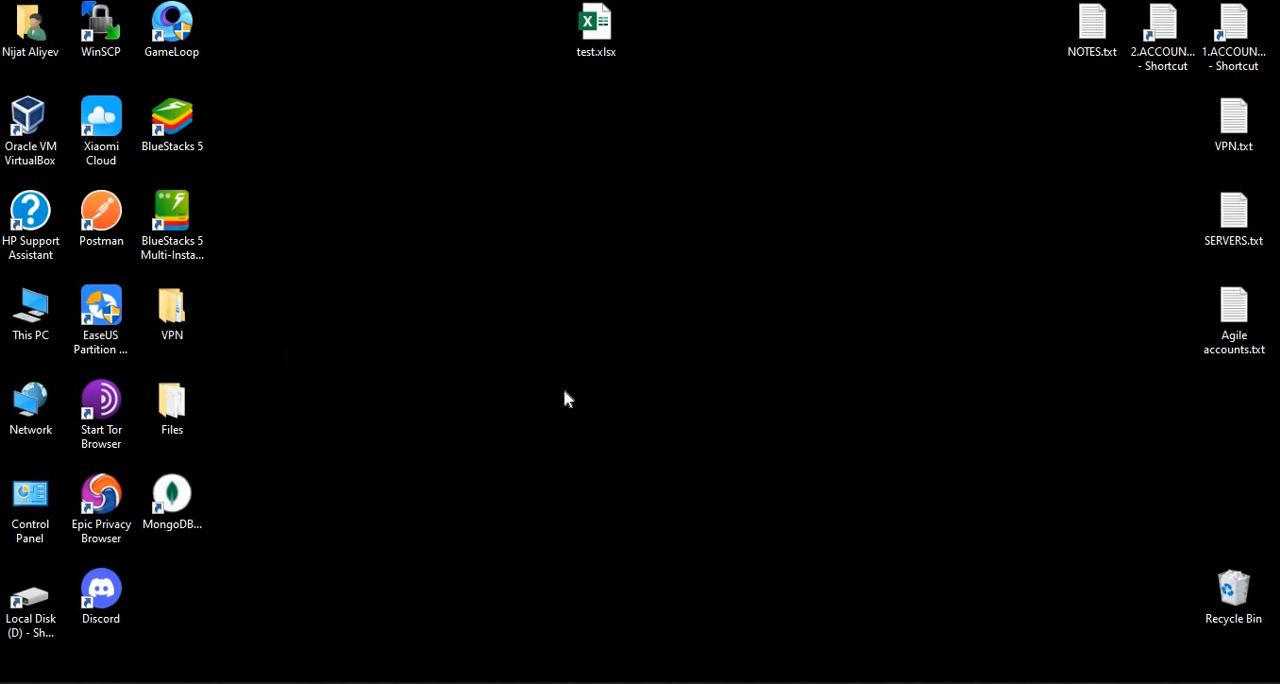 Nijat Aliyev
WinSCP
GameLoop
test.xlsx
NOTES.txt
2.ACCOUN...
- Shortcut
1.ACCOUN...
- Shortcut
Oracle VM
VirtualBox
Xiaomi
Cloud
BlueStacks 5
VPN.txt
HP Support
Assistant
Postman
BlueStacks 5
Multi-Insta...
SERVERS.txt
This PC
EaseUS
Partition ...
VPN
Agile
accounts.txt
Network
Start Tor
Browser
Files
Control
Panel
Epic Privacy
Browser
MongoDB...
Local Disk
(D) - Sh...
Discord
Recycle Bin